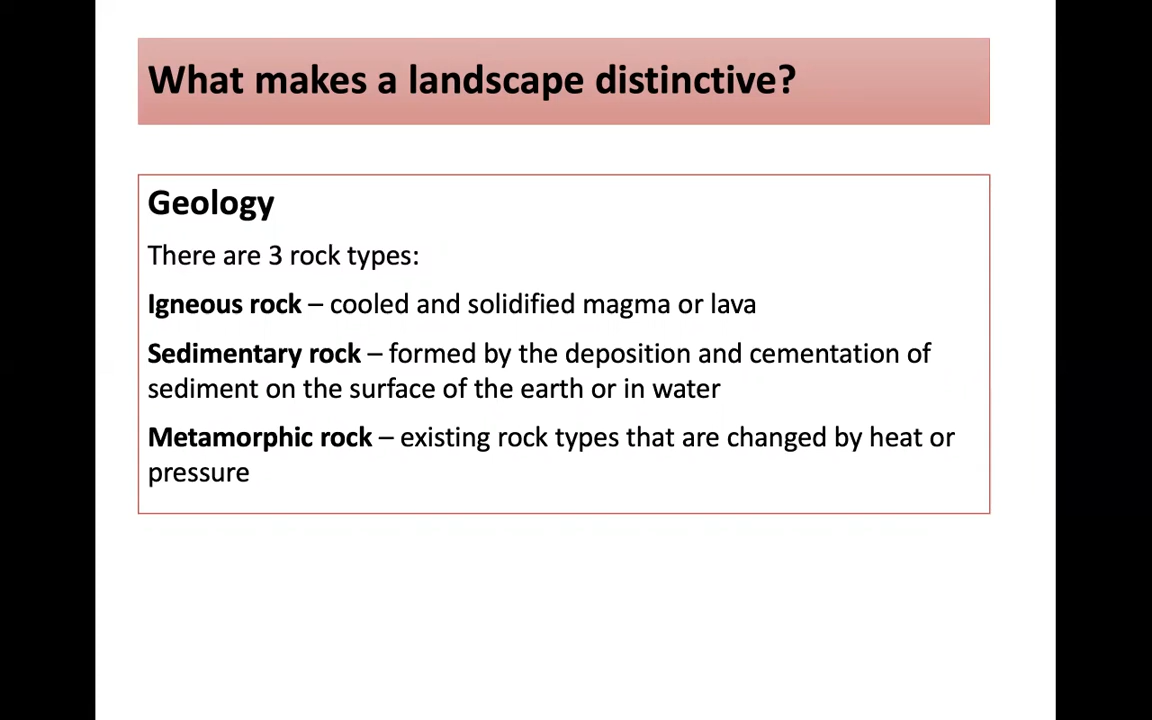 What makes a landscape distinctive?
Geology
There are 3 rock types:
Igneous rock – cooled and solidified magma or lava
Sedimentary rock – formed by the deposition and cementation of
sediment on the surface of the earth or in water
Metamorphic rock – existing rock types that are changed by heat or
pressure